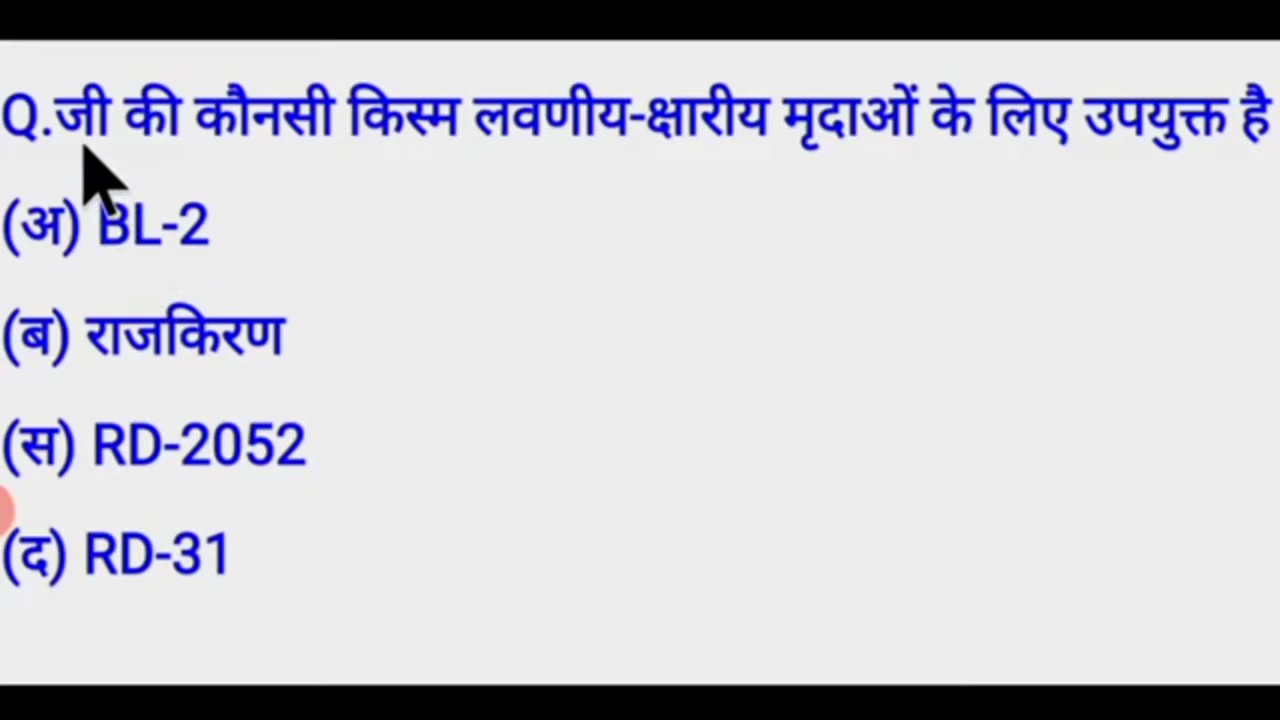 Q.जी की कौनसी किस्म लवणीय-क्षारीय मृदाओं के लिए उपयुक्त है
(अ) BL-2
(ब) राजकिरण
(स) RD-2052
(द) RD-31